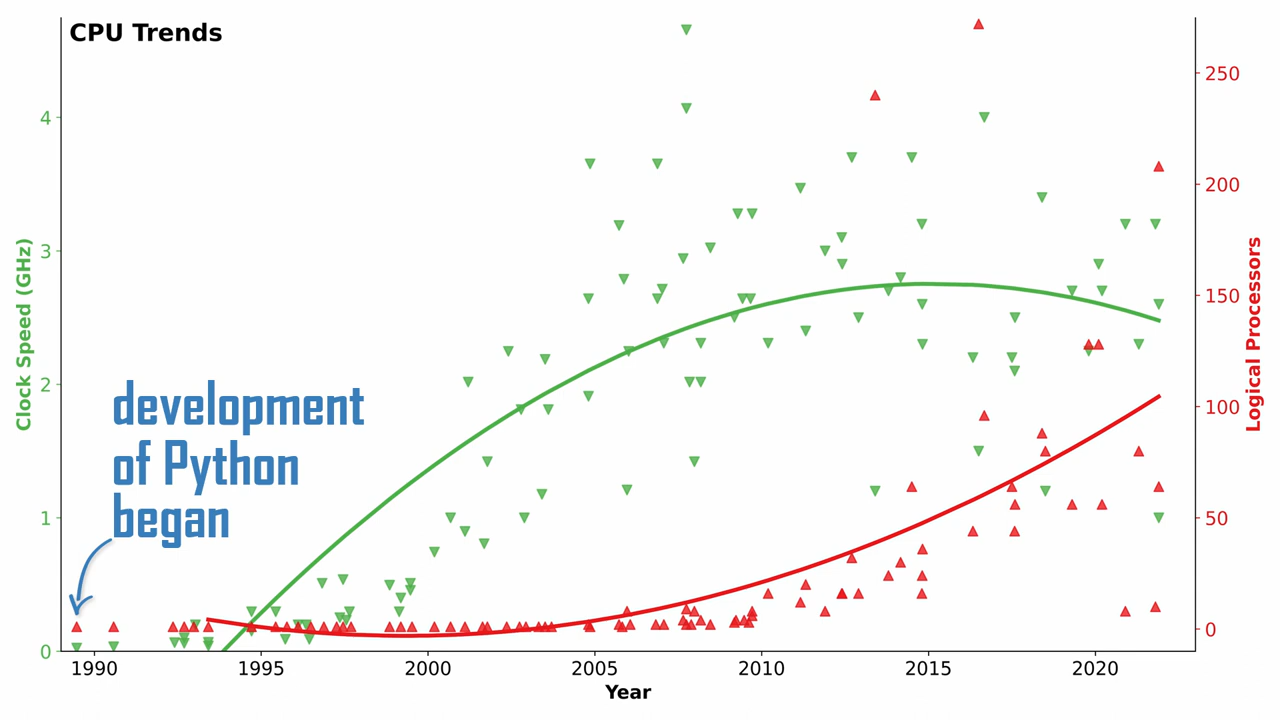 CPU Trends
4
3
2
1
0
Clock Speed (GHz)
development
of Python
began
250
200
150
100
50
0
Logical Processors
1990 1995 2000 2005 2010 2015 2020
Year